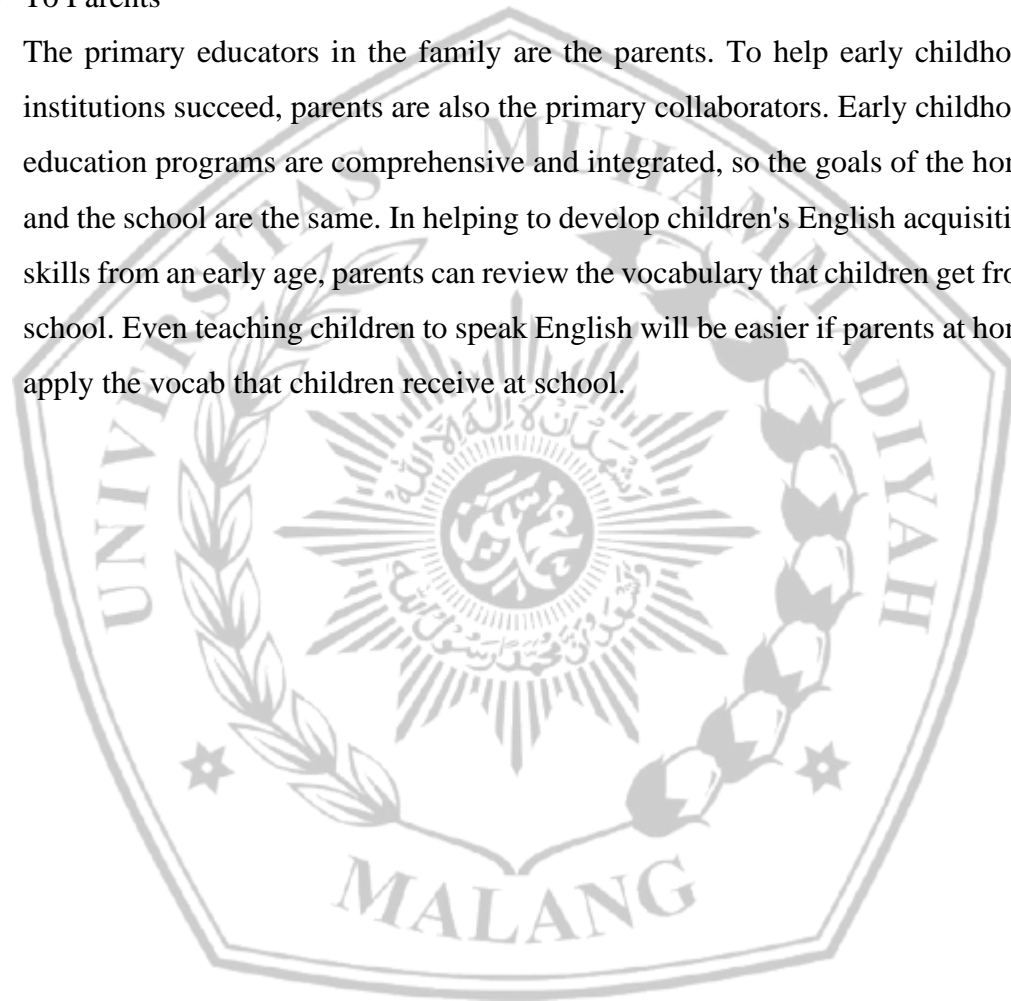 To Parents
The primary educators in the family are the parents. To help early childho
institutions succeed, parents are also the primary collaborators. Early childho
education programs are comprehensive and integrated, so the goals of the hor
and the school are the same. In helping to develop children's English acquisiti
skills from an early age, parents can review the vocabulary that children get fro
school. Even teaching children to speak English will be easier if parents at hor
apply the vocab that children receive at school.
UNIVERSITAS MUHAMMADIYAH
MALANG